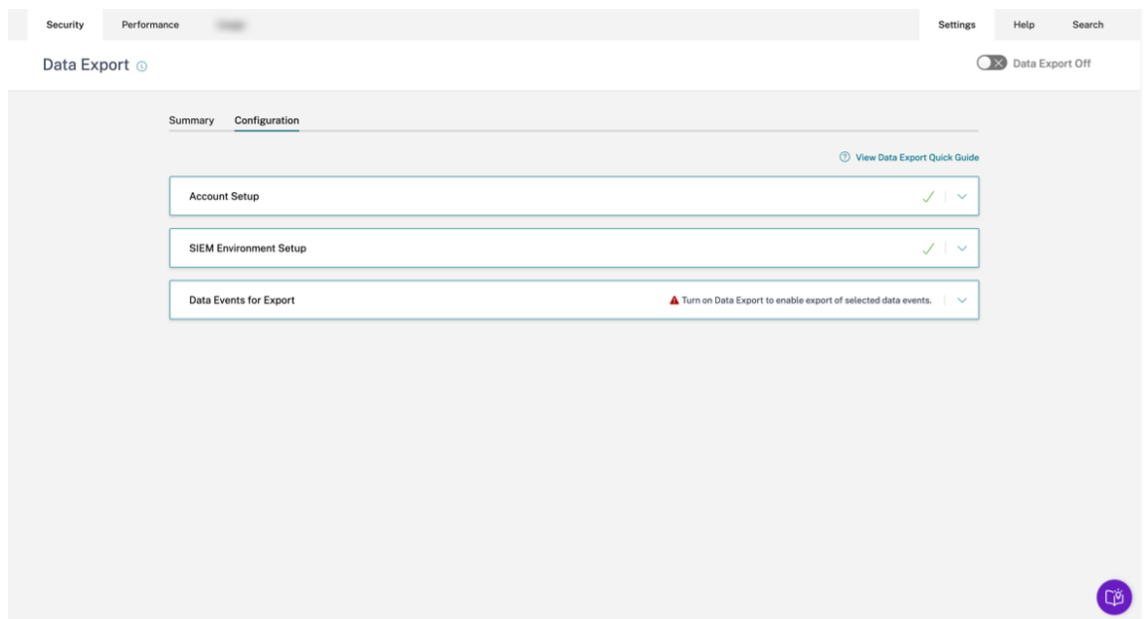 Security Performance Settings Help Search
Data Export Data Export Off
Summary Configuration
View Data Export Quick Guide
Account Setup
SIEM Environment Setup
Data Events for Export Turn on Data Export to enable export of selected data events.